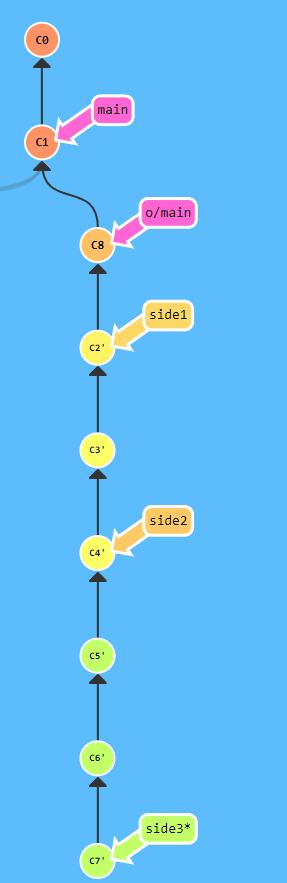 C0
main
C1
o/main
C8
side1
C2'
C3'
side2
C4'
C5'
C6'
side3*
C7'